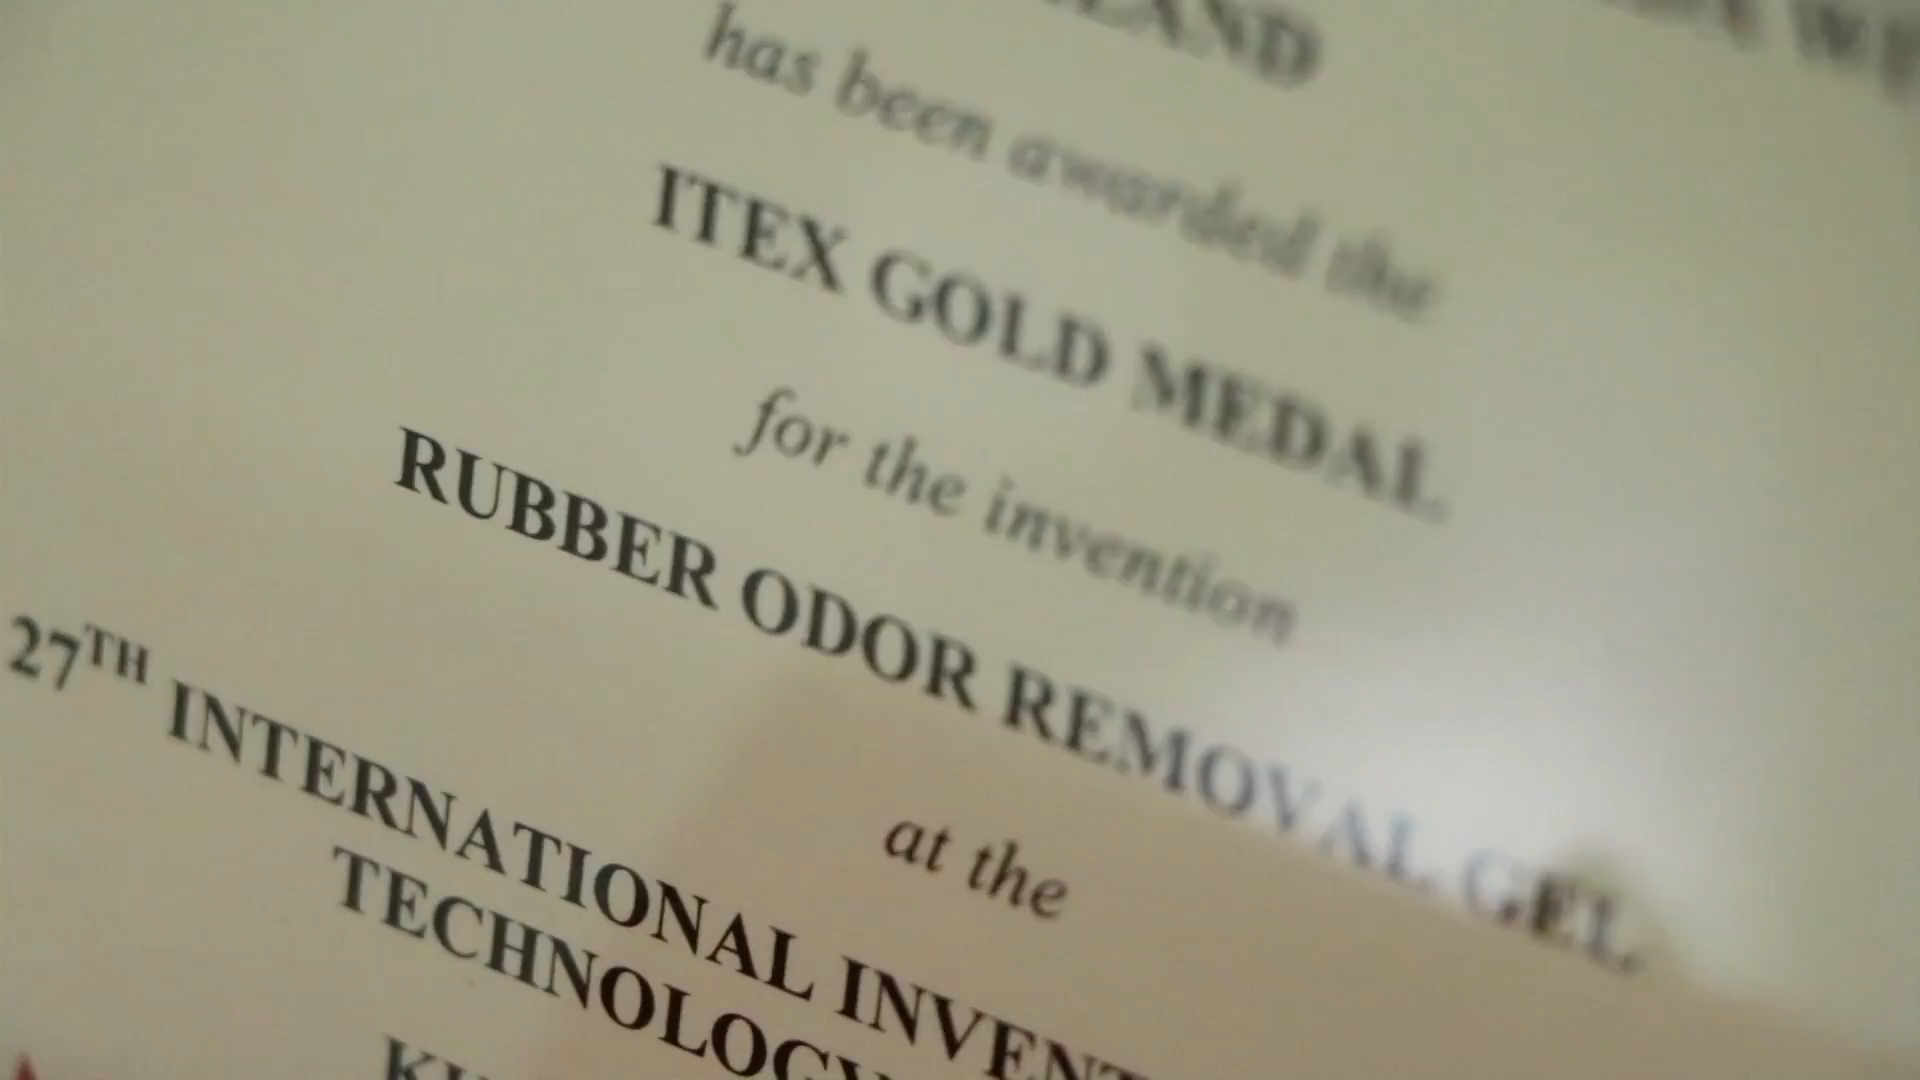 has been awarded the
ITEX GOLD MEDAL
for the invention
RUBBER ODOR REMOVAL GEL
at the
27TH INTERNATIONAL INVENT
TECHNOLOGY